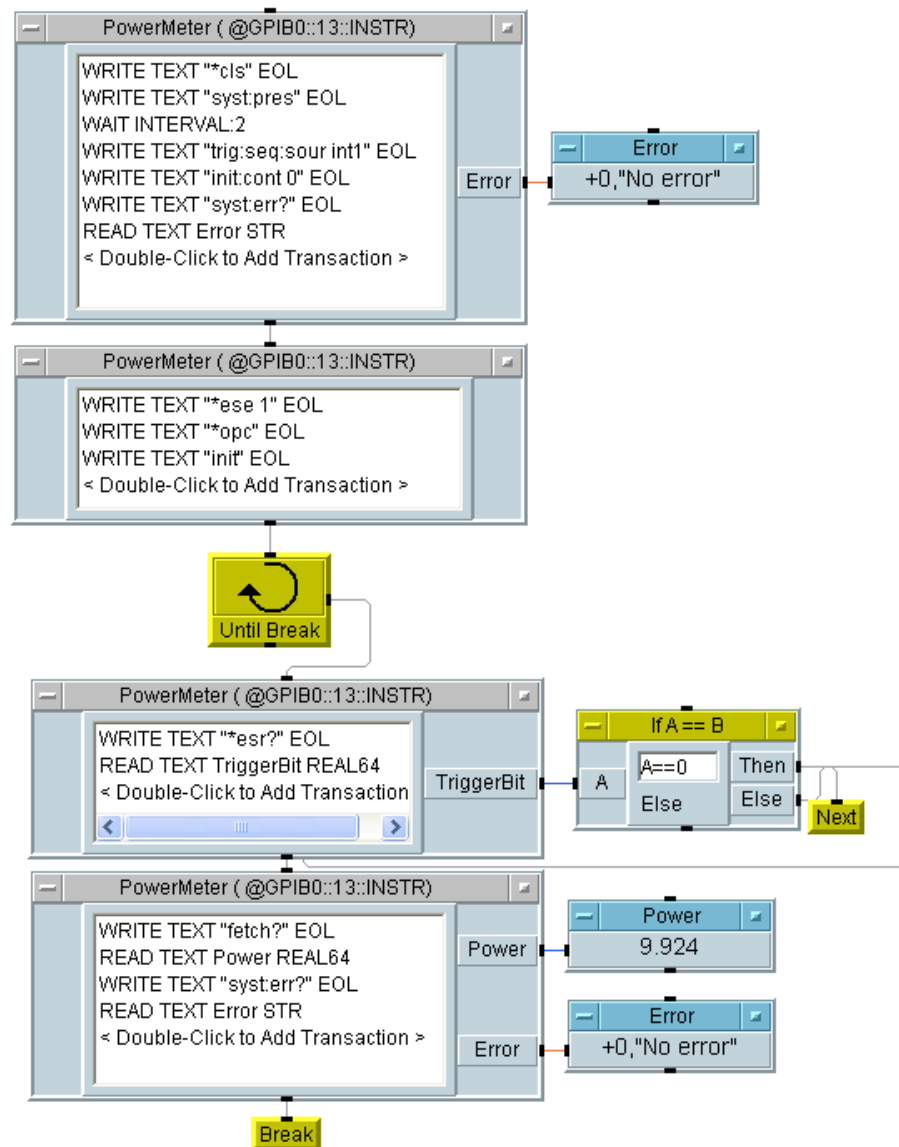 PowerMeter ( @GPIB0::13::INSTR)
WRITE TEXT "*cls" EOL
WRITE TEXT "syst:pres" EOL
WAIT INTERVAL:2
WRITE TEXT "trig:seq:sour int1" EOL
WRITE TEXT "init:cont 0" EOL
WRITE TEXT "syst:err?" EOL
READ TEXT Error STR
< Double-Click to Add Transaction >
Error
Error
+0,"No error"
PowerMeter ( @GPIB0::13::INSTR)
WRITE TEXT "*ese 1" EOL
WRITE TEXT "*opc" EOL
WRITE TEXT "init" EOL
< Double-Click to Add Transaction >
Until Break
PowerMeter ( @GPIB0::13::INSTR)
WRITE TEXT "*esr?" EOL
READ TEXT TriggerBit REAL64
< Double-Click to Add Transaction
TriggerBit
If A == B
A
A==0
Else
Then
Else
Next
PowerMeter ( @GPIB0::13::INSTR)
WRITE TEXT "fetch?" EOL
READ TEXT Power REAL64
WRITE TEXT "syst:err?" EOL
READ TEXT Error STR
< Double-Click to Add Transaction >
Power
Error
Power
9.924
Error
+0,"No error"
Break